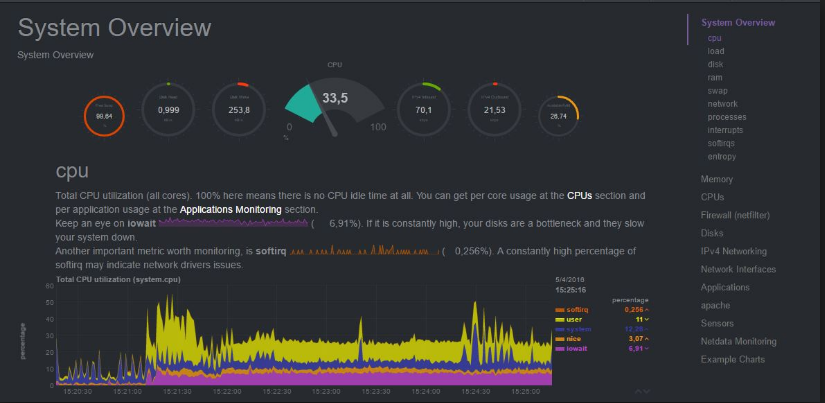 System Overview
System Overview
CPU
99,64
0,999
253,8
33,5
0
100
%
70,1
21,53
26,74
cpu
Total CPU utilization (all cores). 100% here means there is no CPU idle time at all. You can get per core usage at the CPUs section and
per application usage at the Applications Monitoring section.
Keep an eye on iowait ( 6,91%). If it is constantly high, your disks are a bottleneck and they slow
your system down.
Another important metric worth monitoring, is softirq ( 0,256%). A constantly high percentage of
softirq may indicate network drivers issues.
Total CPU utilization (system.cpu)
percentage
60
50
40
30
20
10
0
15:20:30
15:21:00
15:21:30
15:22:00
15:22:30
15:23:00
15:23:30
15:24:00
15:24:30
15:25:00
5/4/2016
15:25:16
percentage
softirq 0,256
user 11
system
nice 3,07
iowait 6,91
System Overview
cpu
load
disk
ram
swap
network
processes
interrupts
softirqs
entropy
Memory
CPUs
Firewall (netfilter)
Disks
IPv4 Networking
Network Interfaces
Applications
apache
Sensors
Netdata Monitoring
Example Charts